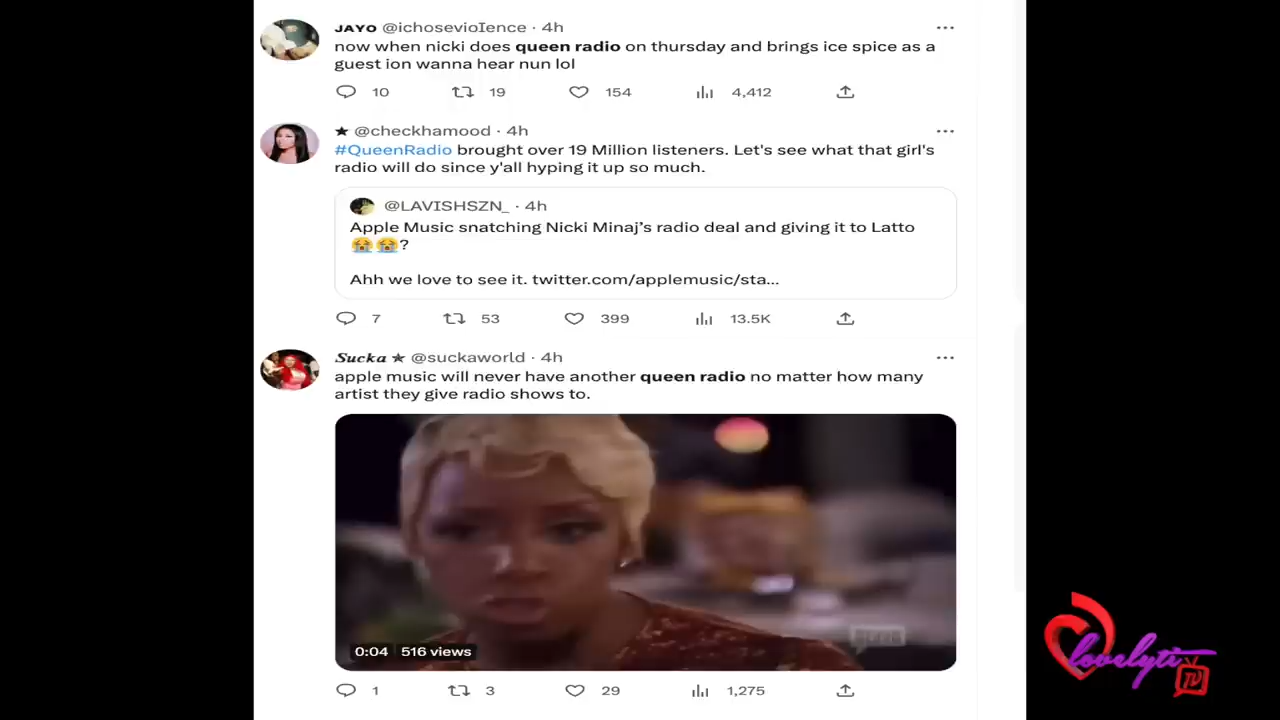 JAYO @ichosevioIence · 4h
now when nicki does queen radio on thursday and brings ice spice as a
guest ion wanna hear nun lol
10 19 154 4,412
★ @checkhamood · 4h
#QueenRadio brought over 19 Million listeners. Let's see what that girl's
radio will do since y'all hyping it up so much.
@LAVISHSZN_ · 4h
Apple Music snatching Nicki Minaj’s radio deal and giving it to Latto
😭😭?
Ahh we love to see it. twitter.com/applemusic/sta...
7 53 399 13.5K
Sucka ★ @suckaworld · 4h
apple music will never have another queen radio no matter how many
artist they give radio shows to.
0:04 516 views
1 3 29 1,275
lovelyti
TV